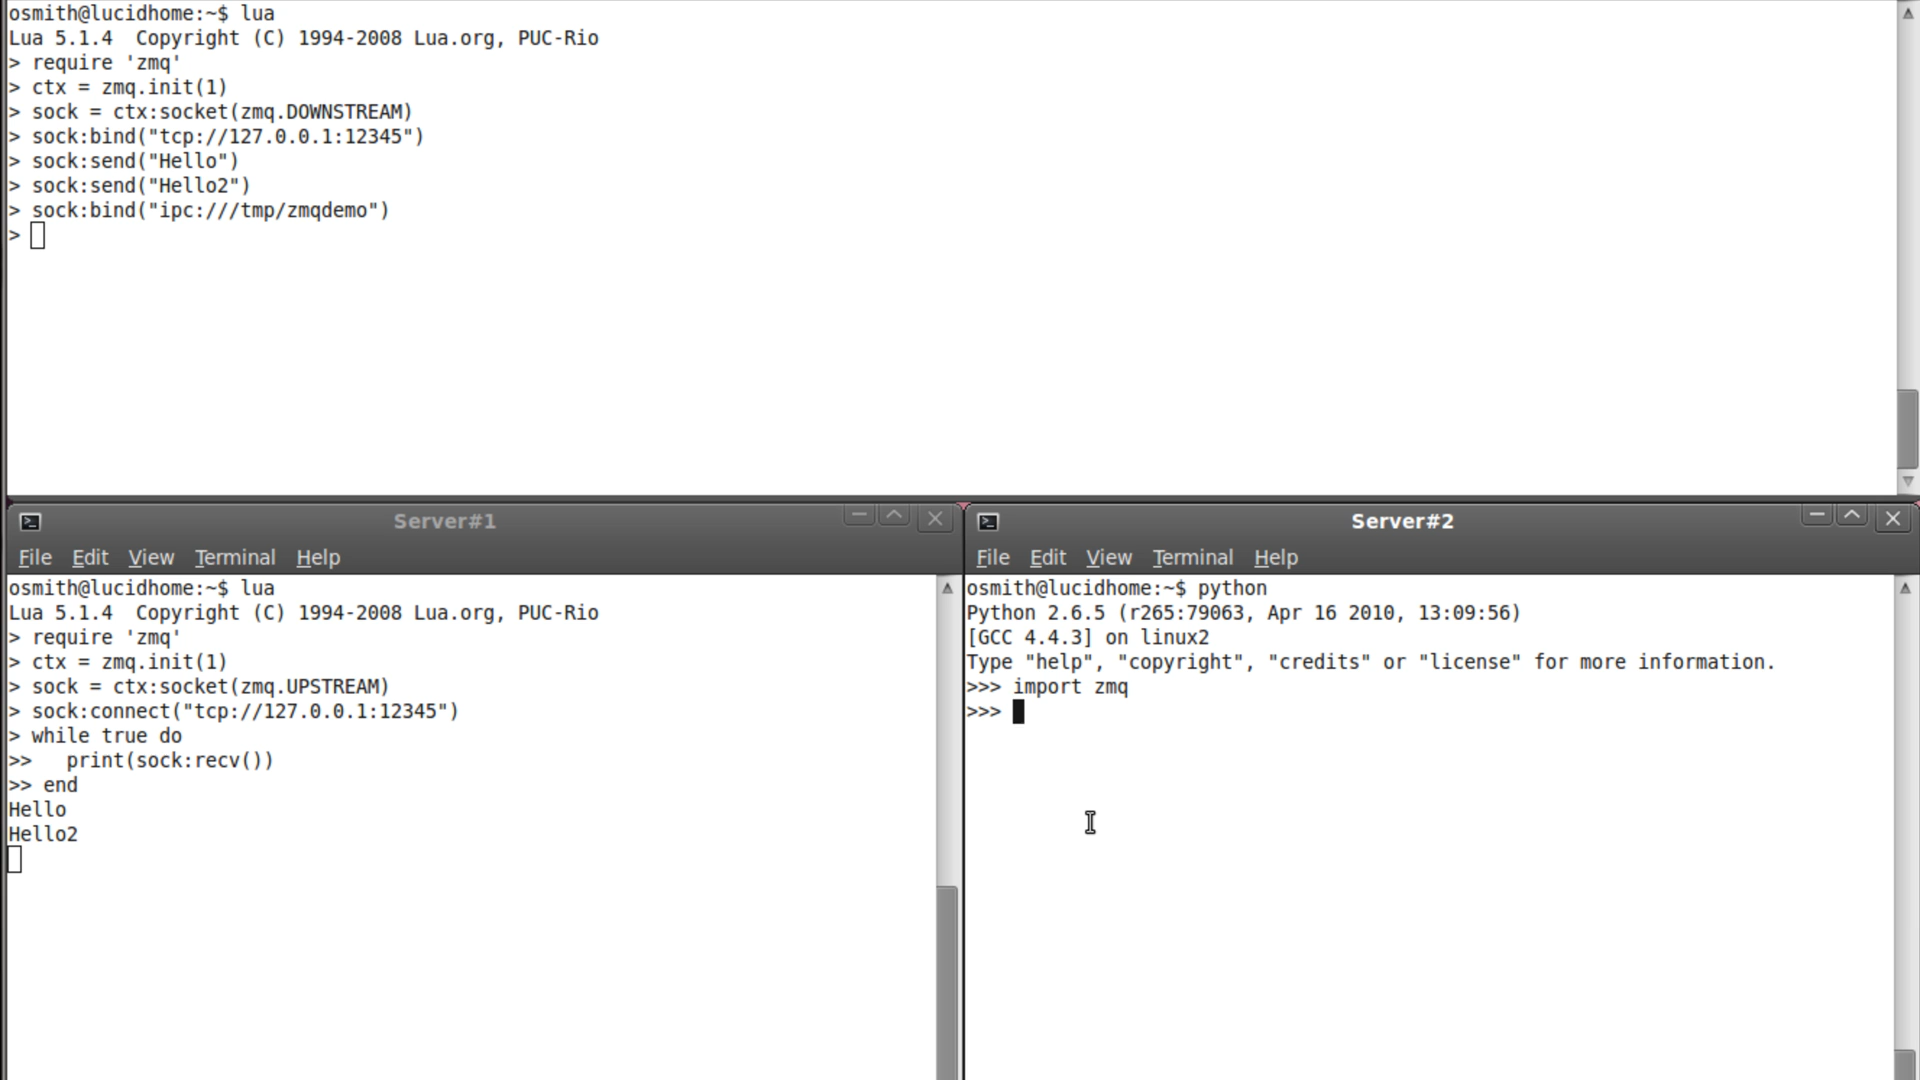 osmith@lucidhome:~$ lua
Lua 5.1.4  Copyright (C) 1994-2008 Lua.org, PUC-Rio
> require 'zmq'
> ctx = zmq.init(1)
> sock = ctx:socket(zmq.DOWNSTREAM)
> sock:bind("tcp://127.0.0.1:12345")
> sock:send("Hello")
> sock:send("Hello2")
> sock:bind("ipc:///tmp/zmqdemo")
>
Server#1
File Edit View Terminal Help
osmith@lucidhome:~$ lua
Lua 5.1.4  Copyright (C) 1994-2008 Lua.org, PUC-Rio
> require 'zmq'
> ctx = zmq.init(1)
> sock = ctx:socket(zmq.UPSTREAM)
> sock:connect("tcp://127.0.0.1:12345")
> while true do
>>   print(sock:recv())
>> end
Hello
Hello2
Server#2
File Edit View Terminal Help
osmith@lucidhome:~$ python
Python 2.6.5 (r265:79063, Apr 16 2010, 13:09:56)
[GCC 4.4.3] on linux2
Type "help", "copyright", "credits" or "license" for more information.
>>> import zmq
>>>